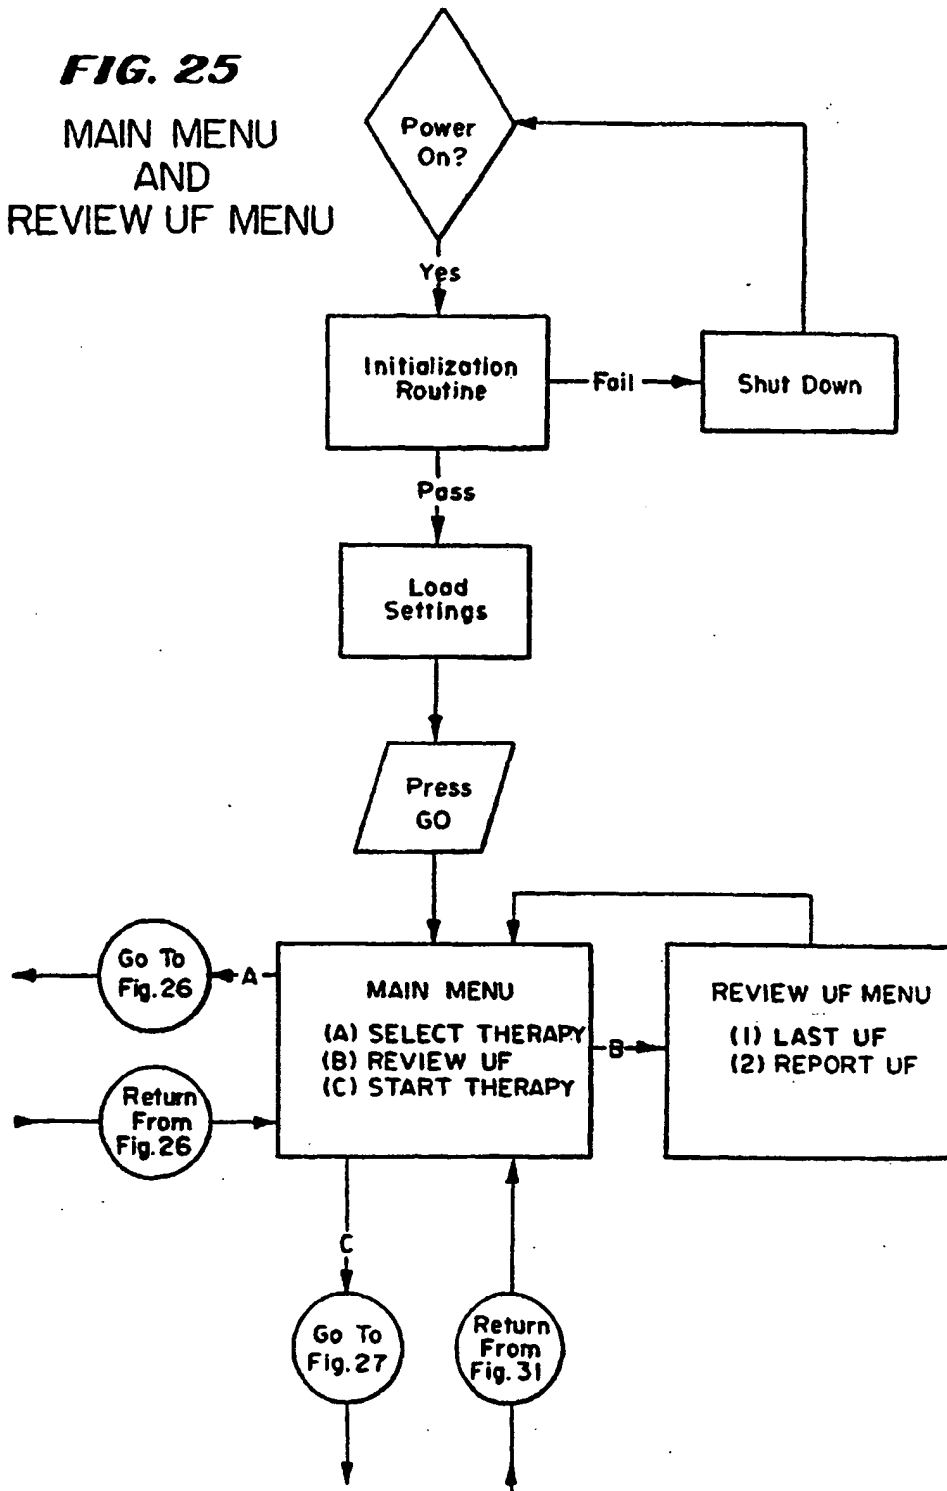 FIG. 25
MAIN MENU
AND
REVIEW UF MENU
Power
On?
Yes
Initialization
Routine
Fail
Shut Down
Pass
Load
Settings
Press
GO
Go To
Fig. 26
A
MAIN MENU
(A) SELECT THERAPY
(B) REVIEW UF
(C) START THERAPY
B
REVIEW UF MENU
(1) LAST UF
(2) REPORT UF
Return
From
Fig. 26
C
Go To
Fig. 27
Return
From
Fig. 31